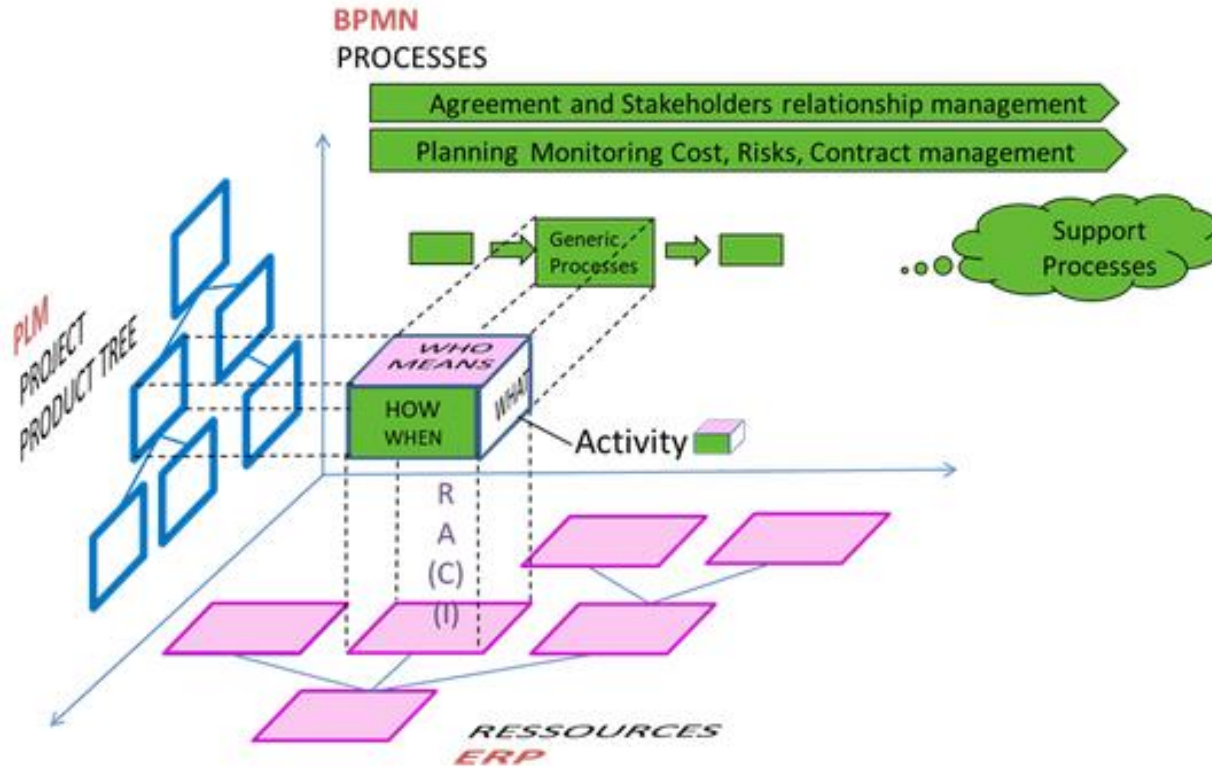 BPMN
PROCESSES
Agreement and Stakeholders relationship management
Planning Monitoring Cost, Risks, Contract management
Generic
Processes
Support
Processes
PLM
PROJECT
PRODUCT TREE
WHO
MEANS
HOW
WHEN
WHAT
Activity
R
A
(C)
(I)
RESSOURCES
ERP